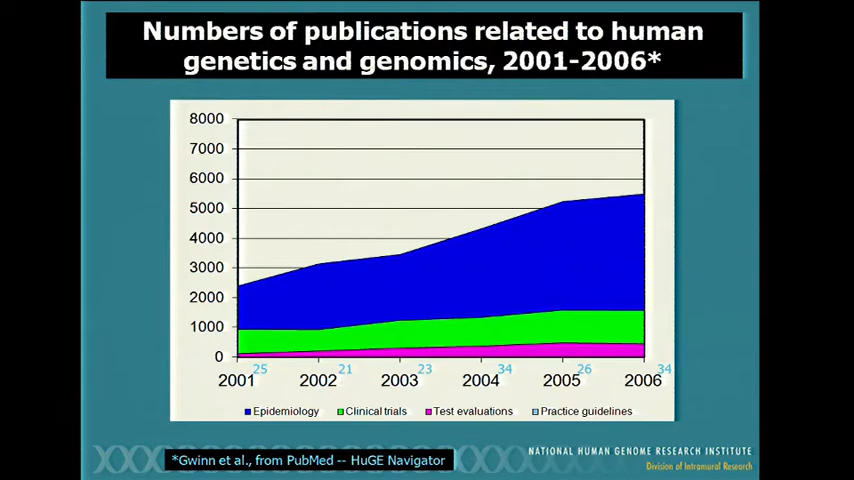 Numbers of publications related to human
genetics and genomics, 2001-2006*
8000
7000
6000
5000
4000
3000
2000
1000
0
25 21 23 34 26 34
2001 2002 2003 2004 2005 2006
Epidemiology Clinical trials Test evaluations Practice guidelines
*Gwinn et al., from PubMed -- HuGE Navigator
NATIONAL HUMAN GENOME RESEARCH INSTITUTE
Division of Intramural Research